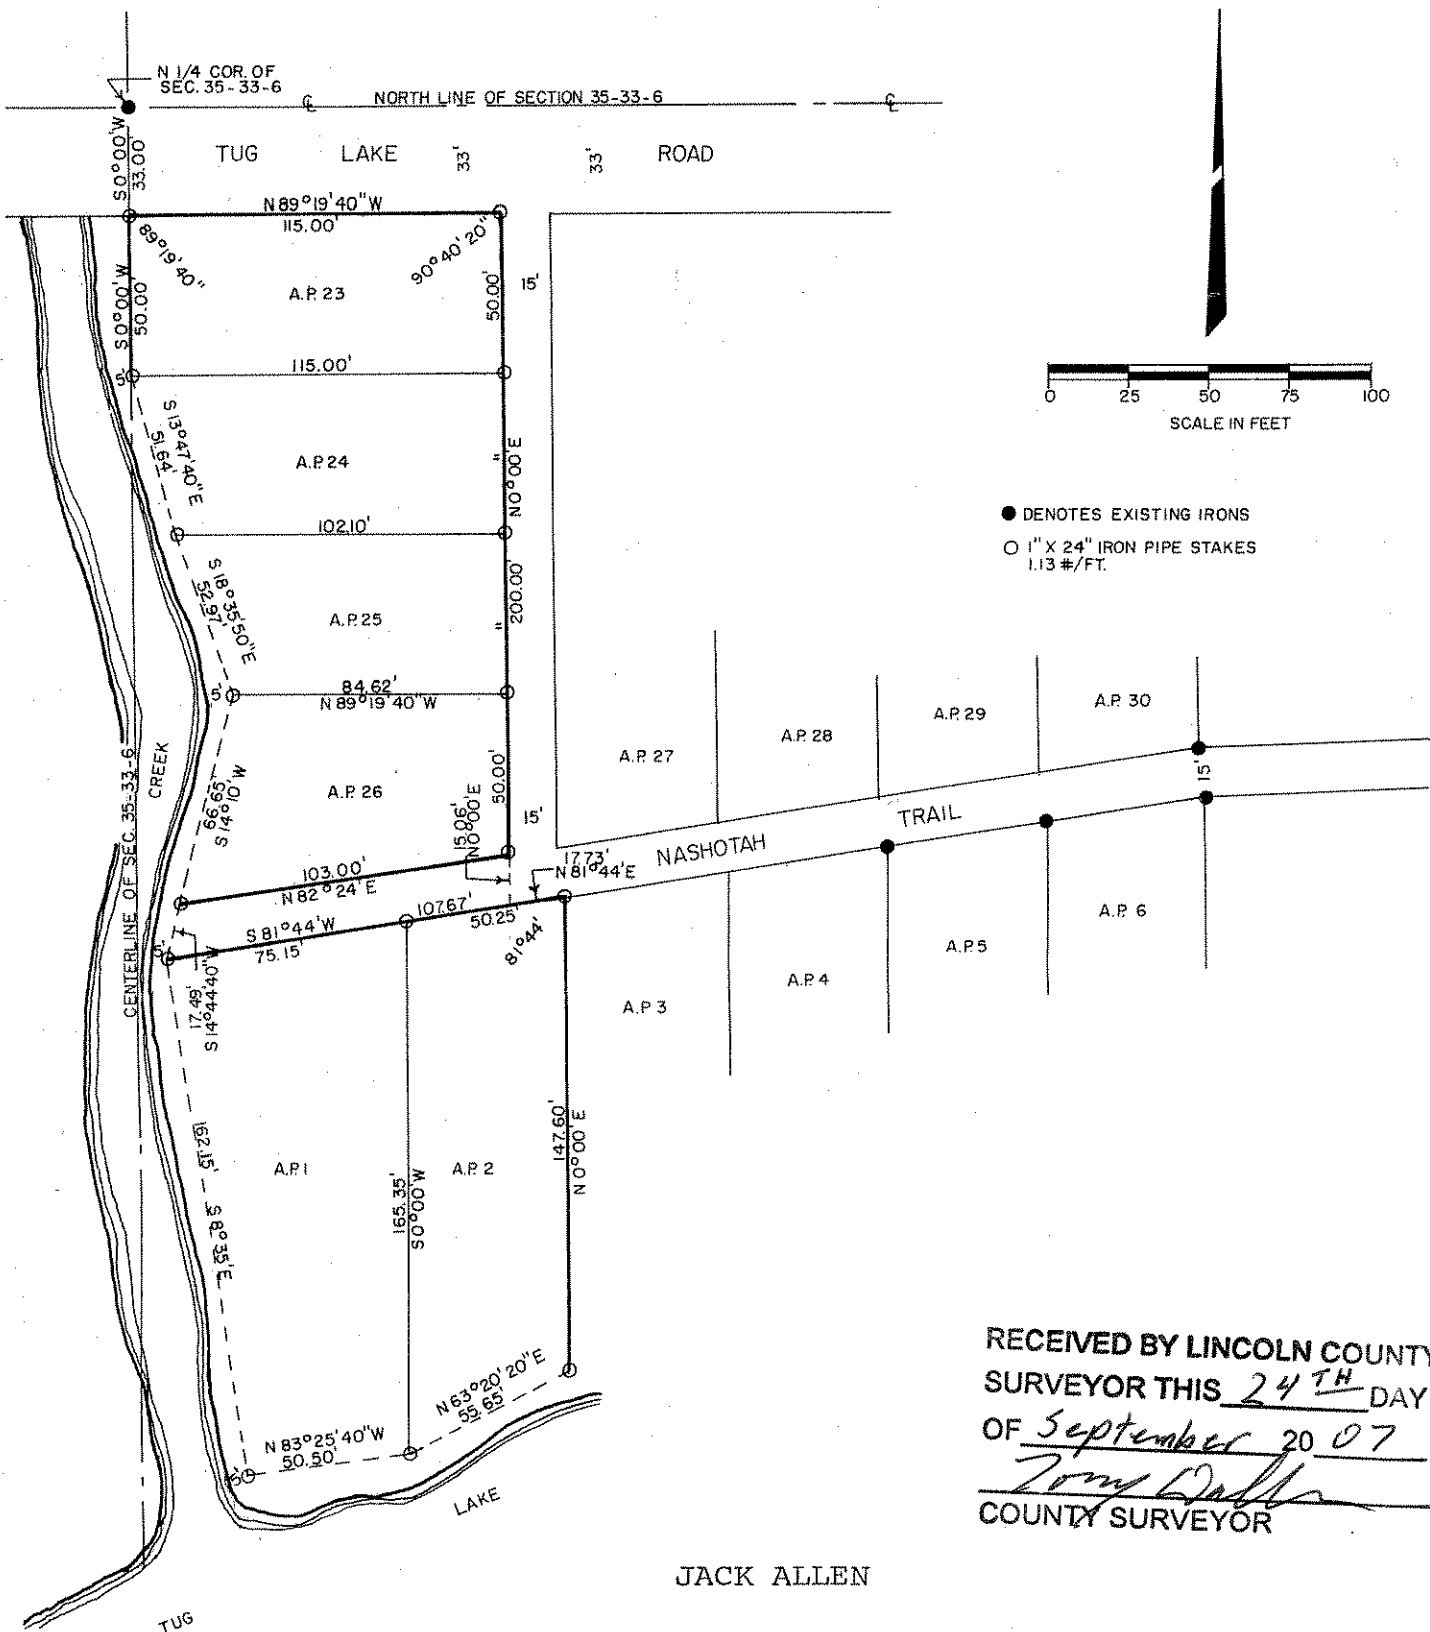 N 1/4 COR. OF
SEC. 35-33-6
NORTH LINE OF SECTION 35-33-6
S 0°00'W
33.00'
TUG LAKE ROAD
33'
33'
N 89°19'40"W
115.00'
89°19'40"
90°40'20"
S 0°00'W
50.00'
A.P. 23
50.00'
15'
115.00'
5'
0 25 50 75 100
SCALE IN FEET
S 13°47'40"E
51.64'
A.P. 24
"
N 0°00'E
200.00'
"
102.10'
DENOTES EXISTING IRONS
1" X 24" IRON PIPE STAKES
1.13 #/FT.
S 18°35'50"E
52.97'
A.P. 25
5'
84.62'
N 89°19'40"W
A.P. 27
A.P. 28
A.P. 29
A.P. 30
15'
CENTERLINE OF SEC. 35-33-6
CREEK
66.65'
S 14°10'W
A.P. 26
50.00'
15.06'
N 0°00'E
15'
NASHOTAH TRAIL
103.00'
N 82°24'E
17.73'
N 81°44'E
107.67'
S 81°44'W
75.15'
50.25'
81°44'
5'
17.49'
S 14°44'40"W
A.P. 3
A.P. 4
A.P. 5
A.P. 6
162.15'
S 8°35'E
A.P. 1
165.35'
S 0°00'W
A.P. 2
147.60'
N 0°00'E
N 63°20'20"E
55.65'
N 83°25'40"W
50.50'
5'
LAKE
TUG
RECEIVED BY LINCOLN COUNTY
SURVEYOR THIS 24TH DAY
OF September 20 07
COUNTY SURVEYOR
JACK ALLEN